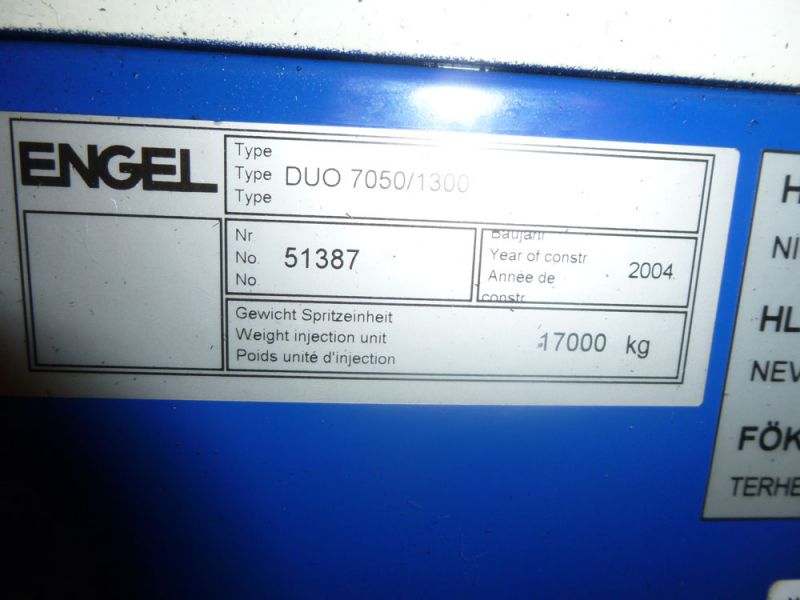 ENGEL
Type
Type DUO 7050/1300
Type
Nr
No. 51387
No
Baujahr
Year of constr. 2004
Année de
constr.
Gewicht Spritzeinheit
Weight injection unit 17000 kg
Poids unité d'injection
H
NI
HL
NEV
FÖK
TERHE